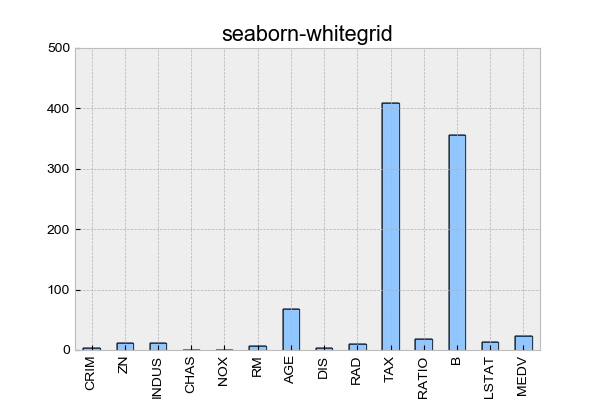 seaborn-whitegrid
500
400
300
200
100
0
CRIM
ZN
INDUS
CHAS
NOX
RM
AGE
DIS
RAD
TAX
RATIO
B
LSTAT
MEDV